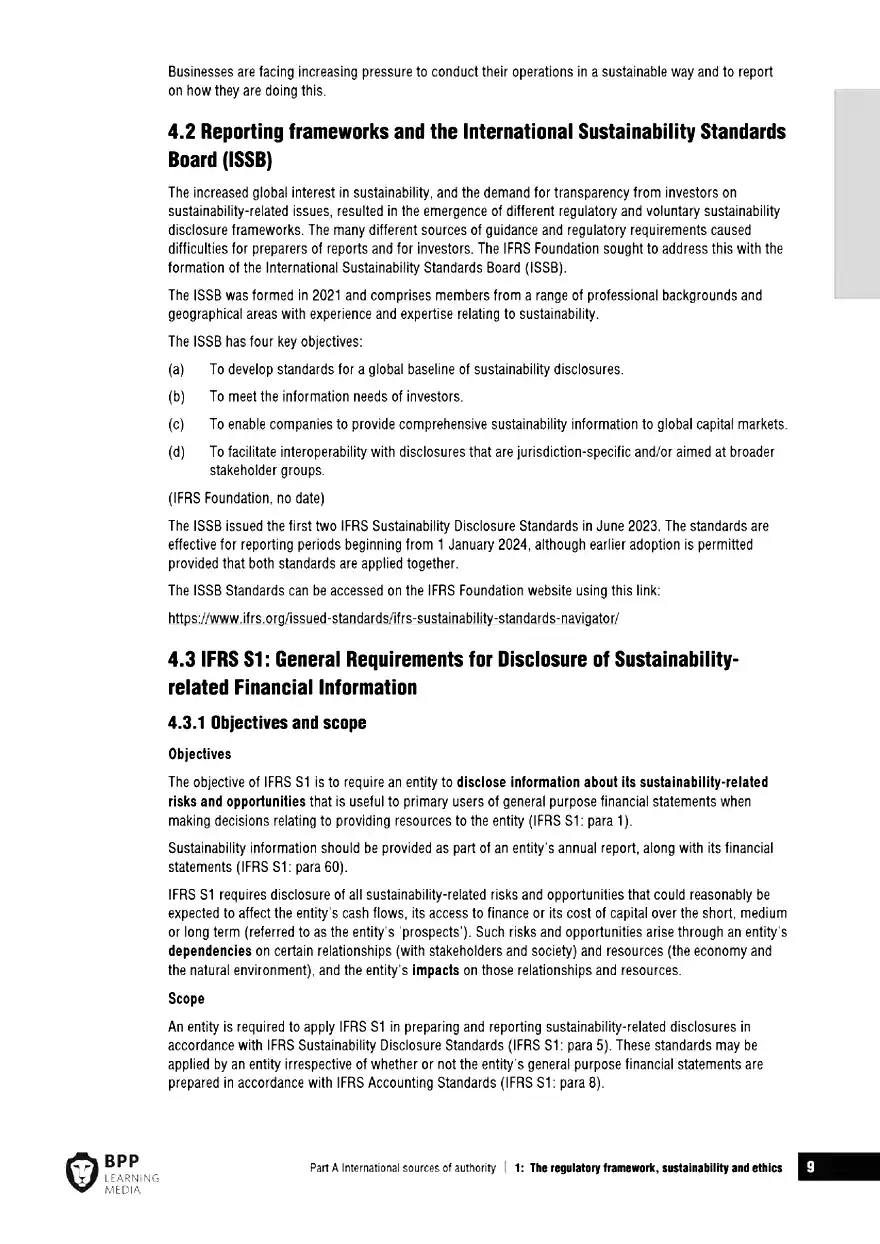 Businesses are facing increasing pressure to conduct their operations in a sustainable way and to report
on how they are doing this.
4.2 Reporting frameworks and the International Sustainability Standards
Board (ISSB)
The increased global interest in sustainability, and the demand for transparency from investors on
sustainability-related issues, resulted in the emergence of different regulatory and voluntary sustainability
disclosure frameworks. The many different sources of guidance and regulatory requirements caused
difficulties for preparers of reports and for investors. The IFRS Foundation sought to address this with the
formation of the International Sustainability Standards Board (ISSB).
The ISSB was formed in 2021 and comprises members from a range of professional backgrounds and
geographical areas with experience and expertise relating to sustainability.
The ISSB has four key objectives:
(a) To develop standards for a global baseline of sustainability disclosures.
(b) To meet the information needs of investors.
(c) To enable companies to provide comprehensive sustainability information to global capital markets.
(d) To facilitate interoperability with disclosures that are jurisdiction-specific and/or aimed at broader
stakeholder groups.
(IFRS Foundation, no date)
The ISSB issued the first two IFRS Sustainability Disclosure Standards in June 2023. The standards are
effective for reporting periods beginning from 1 January 2024, although earlier adoption is permitted
provided that both standards are applied together.
The ISSB Standards can be accessed on the IFRS Foundation website using this link:
https://www.ifrs.org/issued-standards/ifrs-sustainability-standards-navigator/
4.3 IFRS S1: General Requirements for Disclosure of Sustainability-
related Financial Information
4.3.1 Objectives and scope
Objectives
The objective of IFRS S1 is to require an entity to disclose information about its sustainability-related
risks and opportunities that is useful to primary users of general purpose financial statements when
making decisions relating to providing resources to the entity (IFRS S1: para 1).
Sustainability information should be provided as part of an entity's annual report, along with its financial
statements (IFRS S1: para 60).
IFRS S1 requires disclosure of all sustainability-related risks and opportunities that could reasonably be
expected to affect the entity's cash flows, its access to finance or its cost of capital over the short, medium
or long term (referred to as the entity's 'prospects'). Such risks and opportunities arise through an entity's
dependencies on certain relationships (with stakeholders and society) and resources (the economy and
the natural environment), and the entity's impacts on those relationships and resources.
Scope
An entity is required to apply IFRS S1 in preparing and reporting sustainability-related disclosures in
accordance with IFRS Sustainability Disclosure Standards (IFRS S1: para 5). These standards may be
applied by an entity irrespective of whether or not the entity's general purpose financial statements are
prepared in accordance with IFRS Accounting Standards (IFRS S1: para 8).
BPP
LEARNING
MEDIA
Part A International sources of authority | 1: The regulatory framework, sustainability and ethics 9